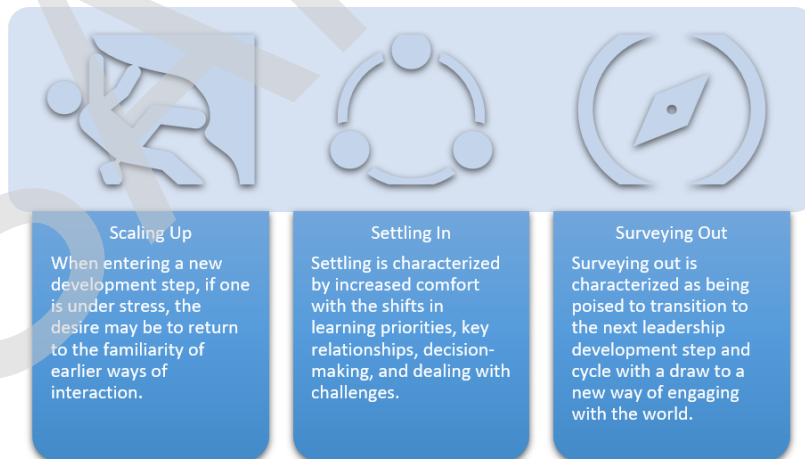 Scaling Up
When entering a new
development step, if one
is under stress, the
desire may be to return
to the familiarity of
earlier ways of
interaction.
Settling In
Settling is characterized
by increased comfort
with the shifts in
learning priorities, key
relationships, decision-
making, and dealing with
challenges.
Surveying Out
Surveying out is
characterized as being
poised to transition to
the next leadership
development step and
cycle with a draw to a
new way of engaging
with the world.